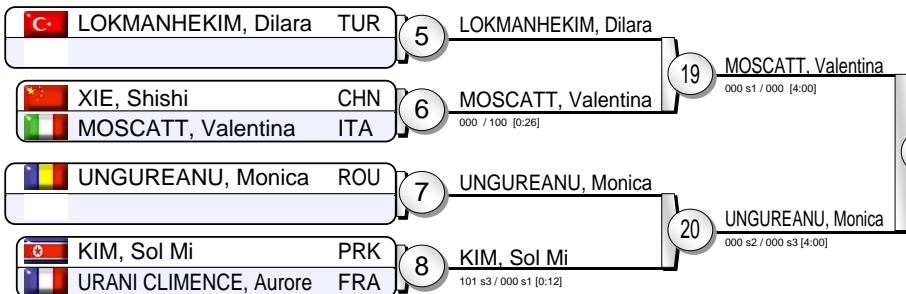 LOKMANHEKIM, Dilara TUR
5
LOKMANHEKIM, Dilara
19
MOSCATT, Valentina
000 s1 / 000 [4:00]
XIE, Shishi CHN
MOSCATT, Valentina ITA
6
MOSCATT, Valentina
000 / 100 [0:26]
UNGUREANU, Monica ROU
7
UNGUREANU, Monica
20
UNGUREANU, Monica
000 s2 / 000 s3 [4:00]
KIM, Sol Mi PRK
URANI CLIMENCE, Aurore FRA
8
KIM, Sol Mi
101 s3 / 000 s1 [0:12]